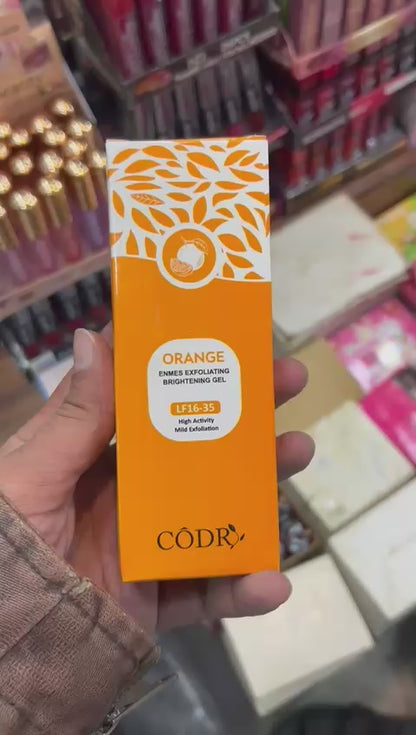 ORANGE
ENMES EXFOLIATING
BRIGHTENING GEL
LF16-35
High Activity
Mild Exfoliation
CÔDR